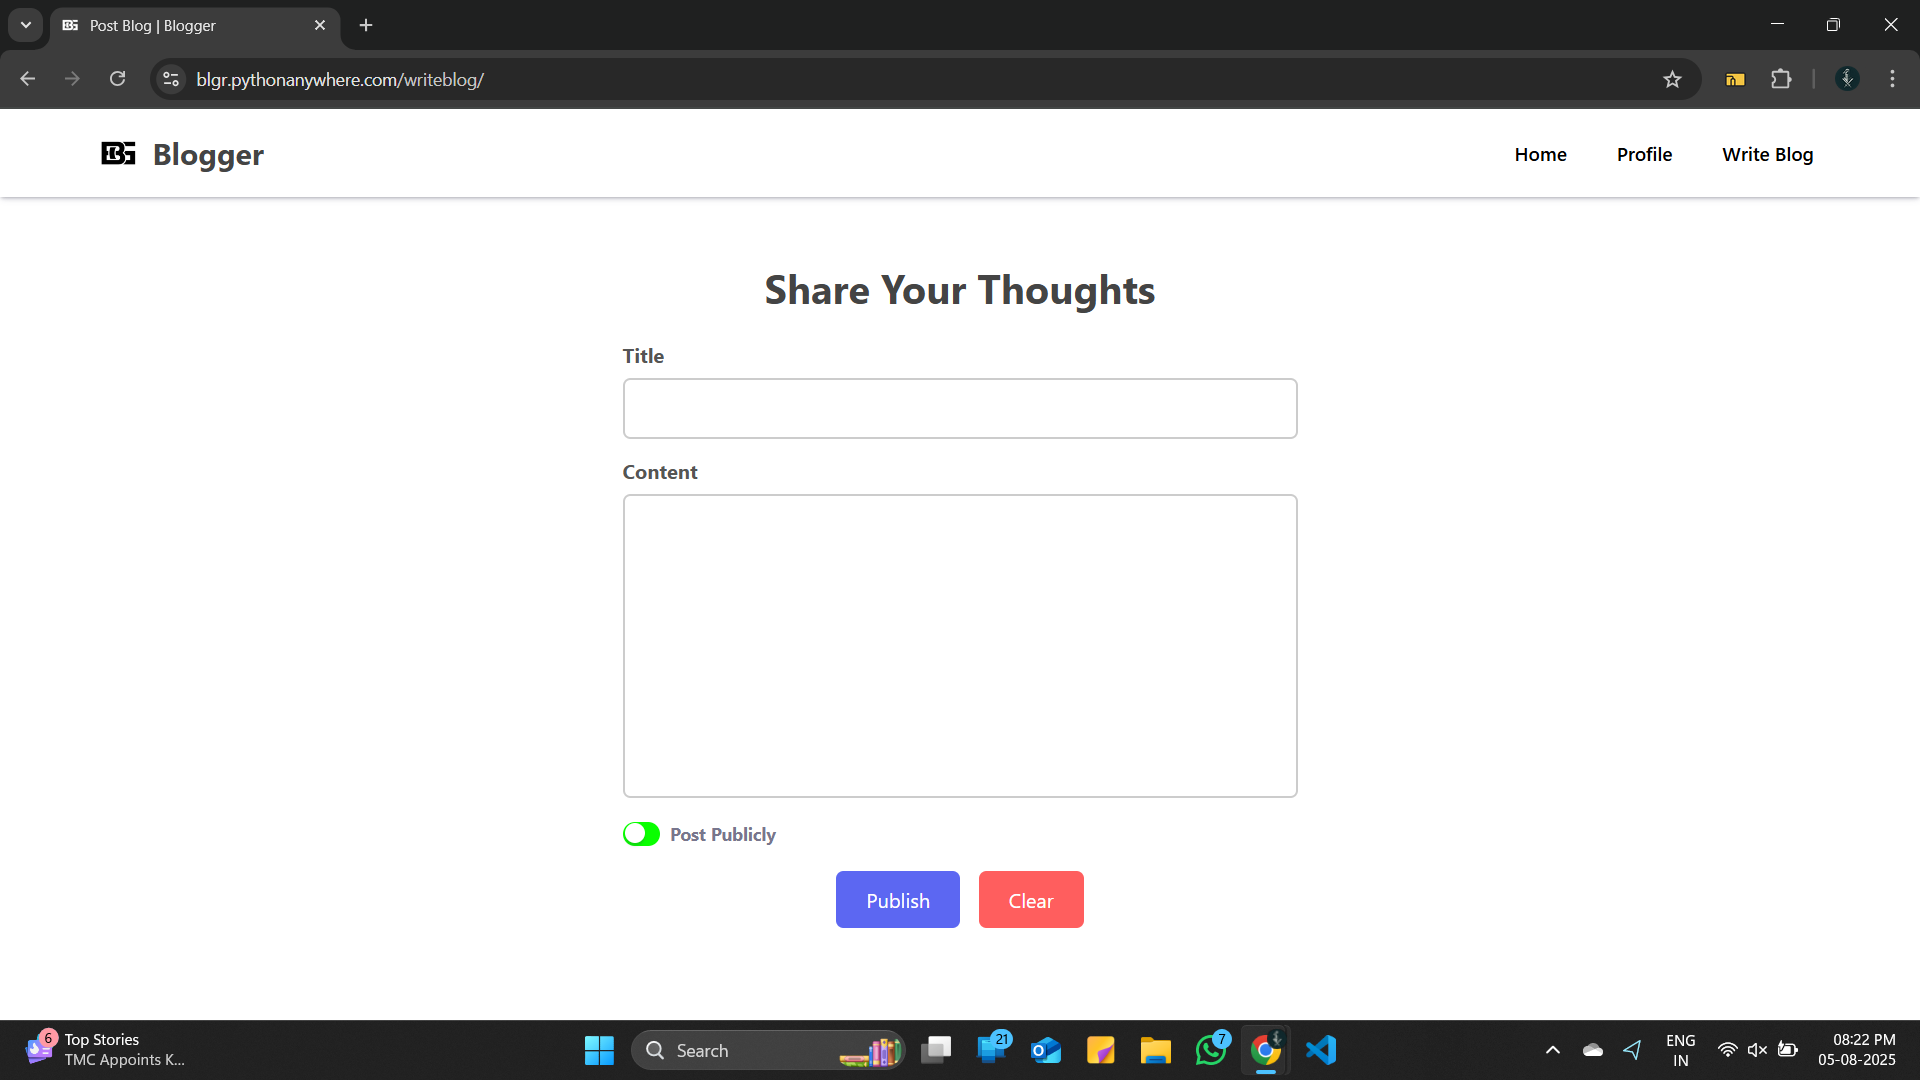 Post Blog | Blogger
blgr.pythonanywhere.com/writeblog/
BG Blogger
Home Profile Write Blog
Share Your Thoughts
Title
Content
Post Publicly
Publish Clear
6 Top Stories
TMC Appoints K...
Search
21
7
ENG
IN
08:22 PM
05-08-2025